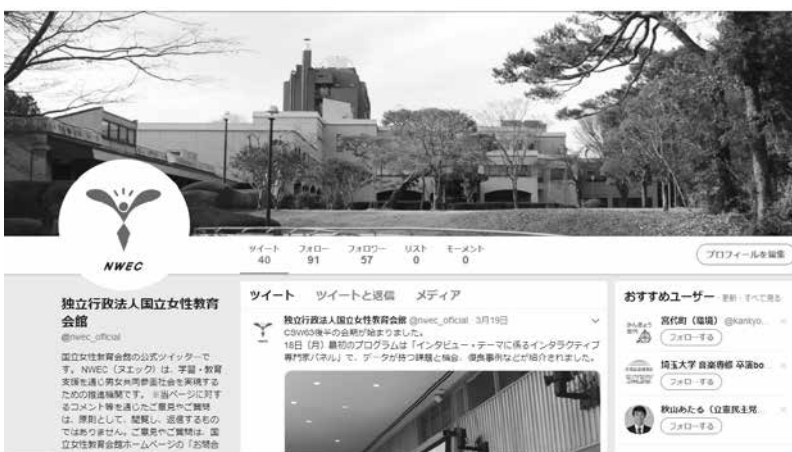 NWEC
ツイート フォロー フォロワー リスト モーメント
40 91 57 0 0
プロフィールを編集
独立行政法人国立女性教育
会館
@nwec_official
国立女性教育会館の公式ツイッターで
す。NWEC（ヌエック）は、学習・教育
支援を通じ男女共同参画社会を実現する
ための推進機関です。 ※当ページに対す
るコメント等を通じたご意見やご質問
は、原則として、閲覧し、返信するもの
ではありません。ご意見やご質問は、国
立女性教育会館ホームページの「お問合
ツイート ツイートと返信 メディア
独立行政法人国立女性教育会館 @nwec_official · 3月19日
CSW63後半の会期が始まりました。
18日（月）最初のプログラムは「インタビュー・テーマに係るインタラクティブ
専門家パネル」で、データが持つ課題と機会、優良事例などが紹介されました。
おすすめユーザー · 更新 · すべて見る
宮代町（環境） @kankyo...
フォローする
埼玉大学 音楽専修 卒演bo...
フォローする
秋山あたる（立憲民主党...
フォローする